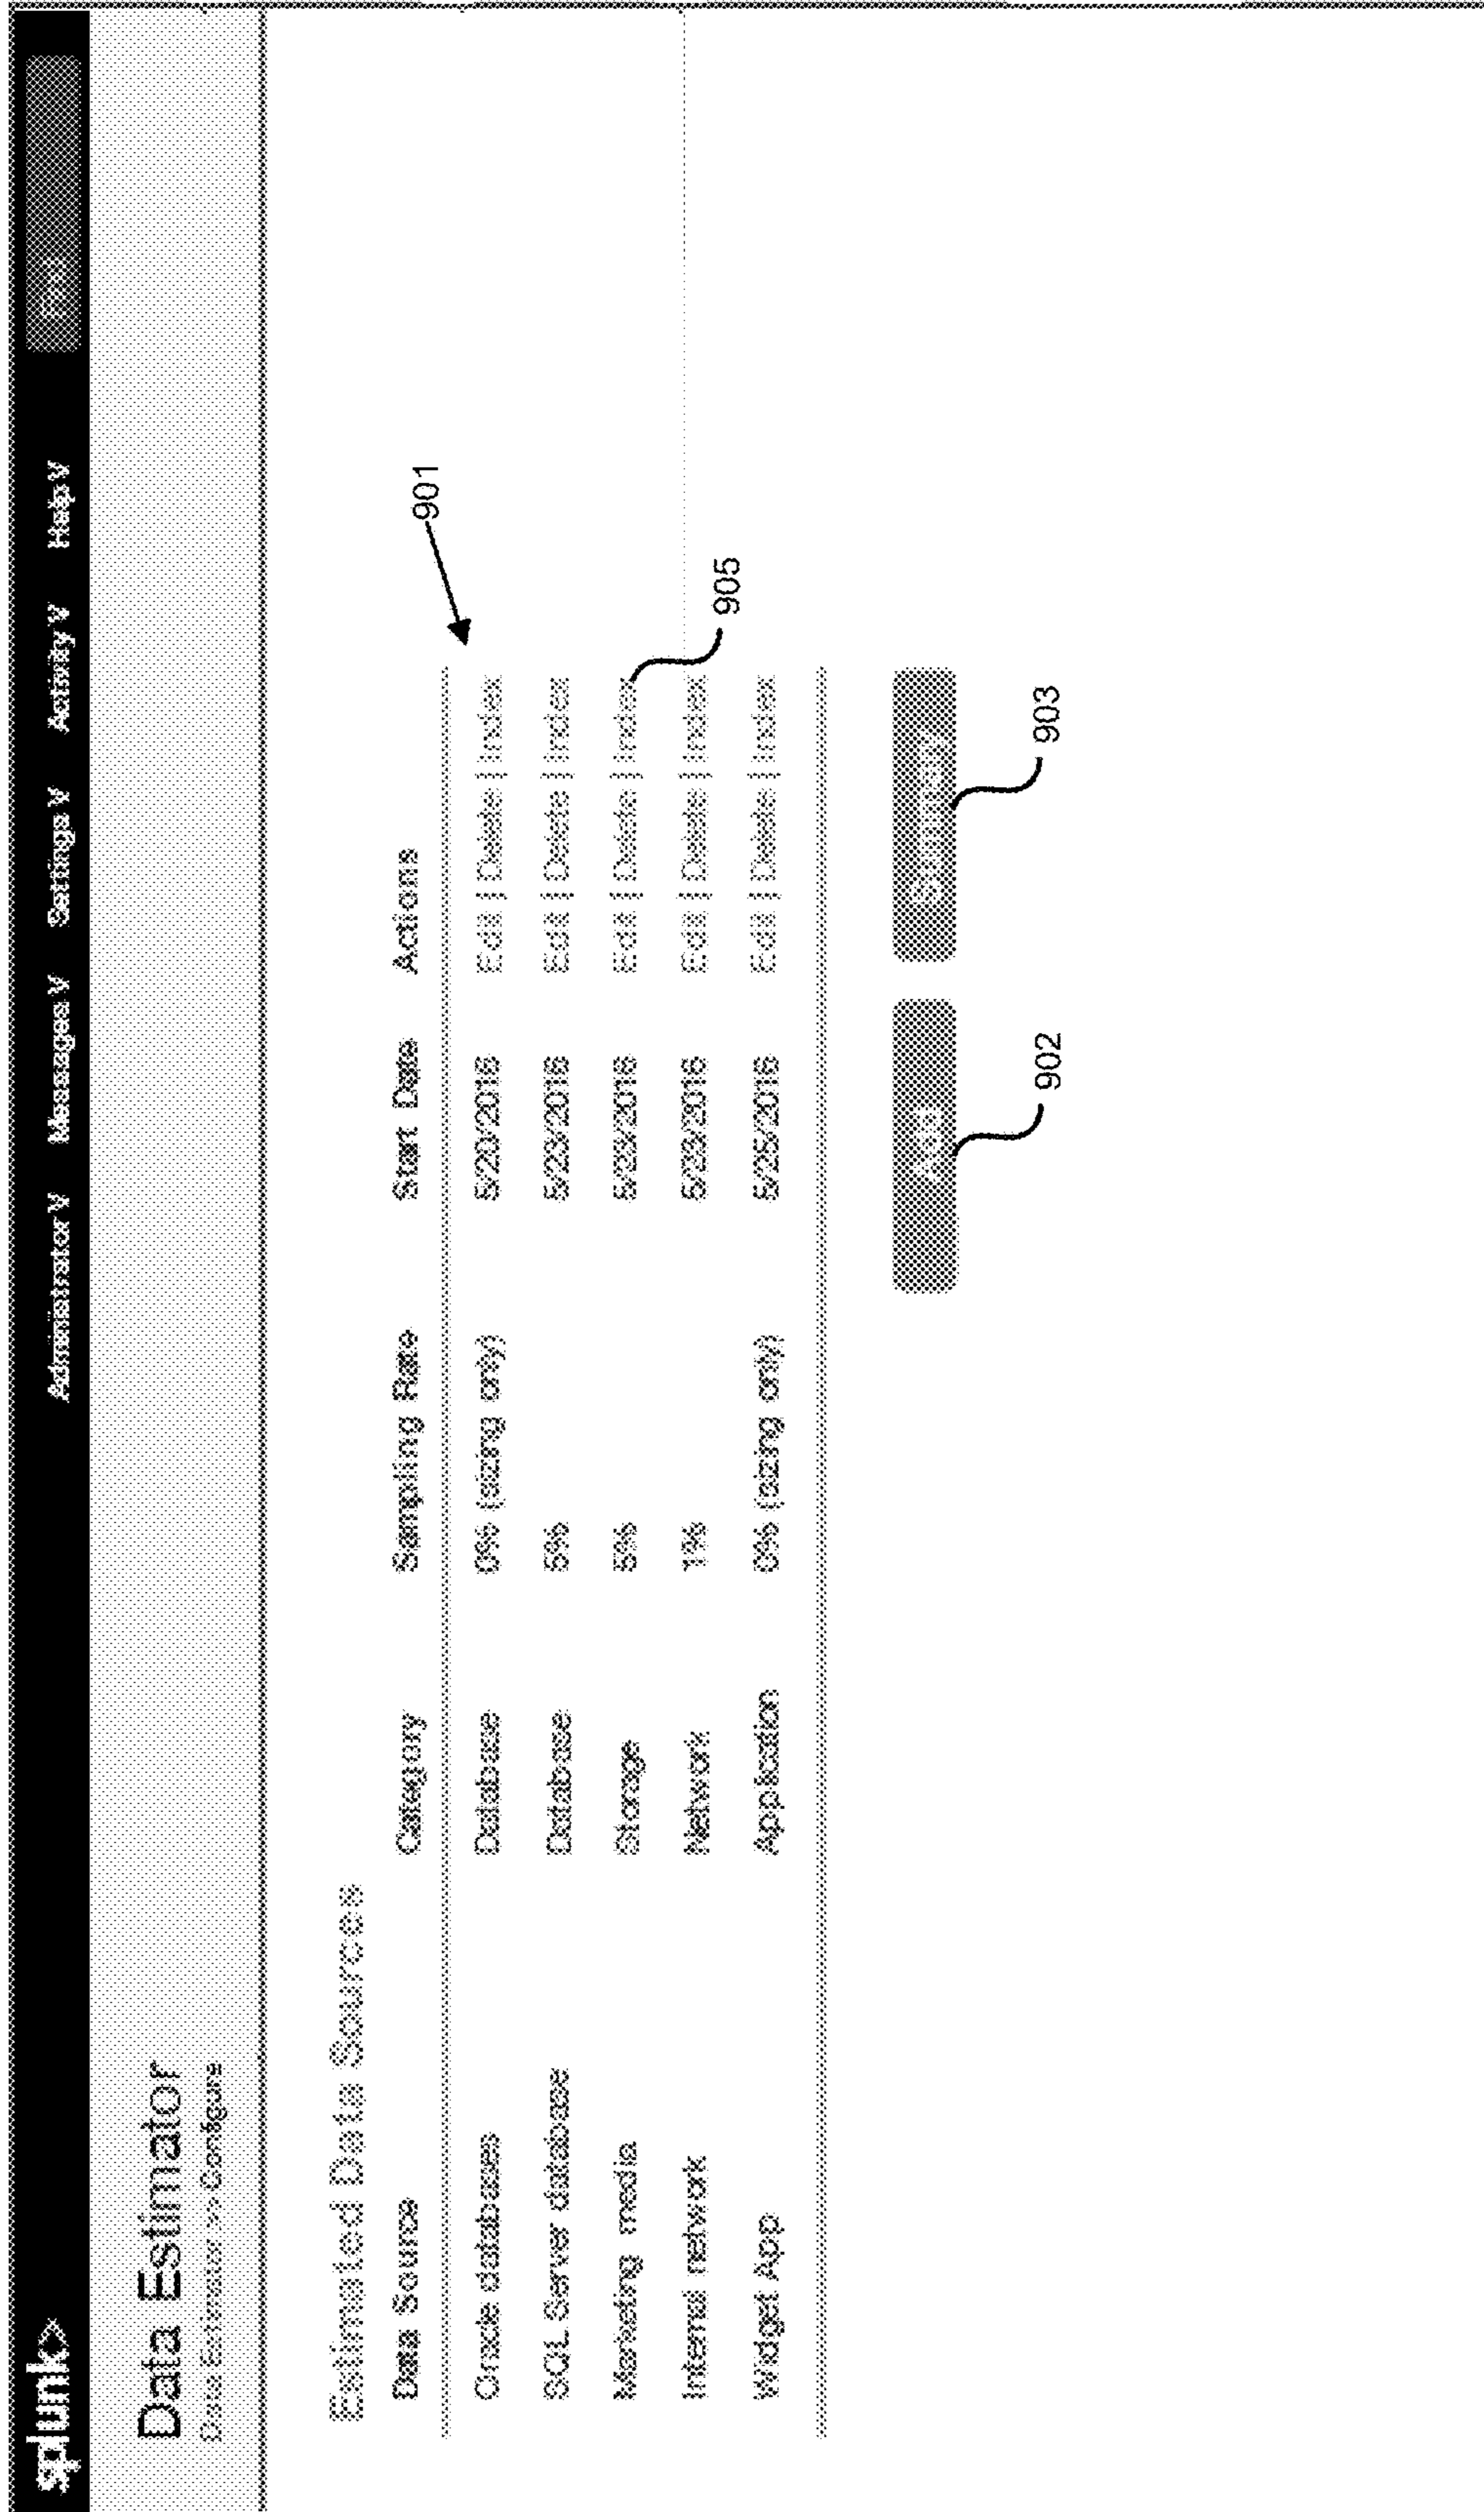 splunk> Administrator V Messages V Settings V Activity V Help V
Data Estimator
Data Estimator >> Configure
Estimated Data Sources
Data Source Category Sampling Rate Start Date Actions
901
Oracle databases Database 0% (sizing only) 5/20/2016 Edit | Delete | Index
SQL Server database Database 5% 5/23/2016 Edit | Delete | Index
Marketing media Storage 5% 5/23/2016 Edit | Delete | Index
905
Internal network Network 1% 5/23/2016 Edit | Delete | Index
Widget App Application 0% (sizing only) 5/25/2016 Edit | Delete | Index
Add Summary
902 903